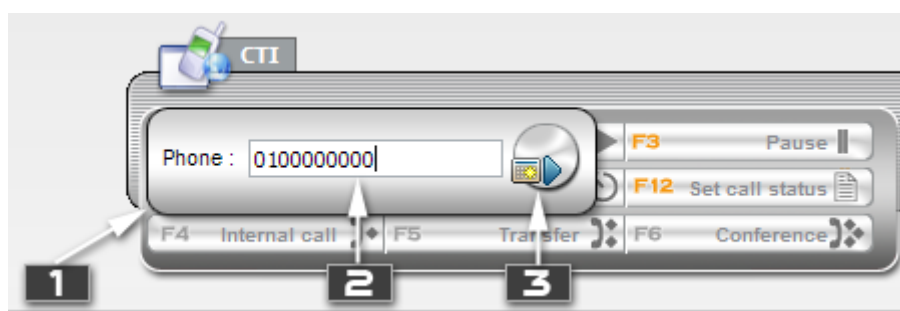 CTI
Phone : 0100000000
F3 Pause
F12 Set call status
F4 Internal call F5 Transfer F6 Conference
1 2 3